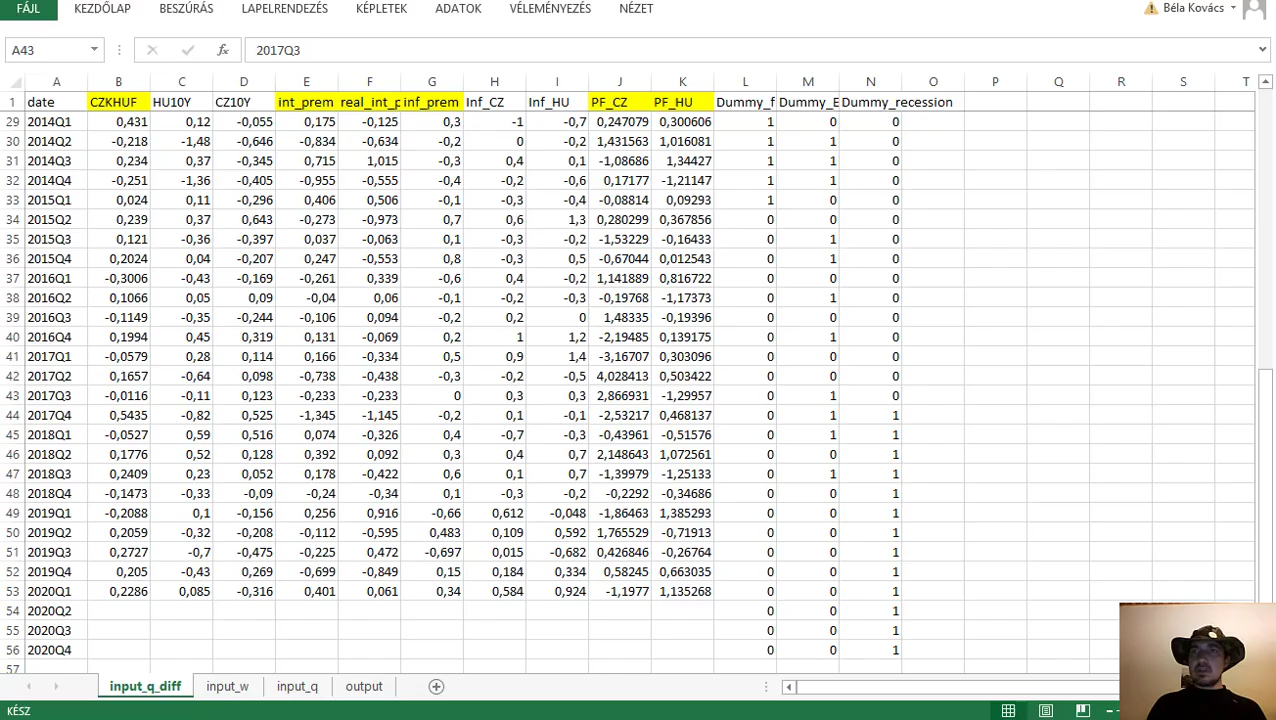 FÁJL KEZDŐLAP BESZÚRÁS LAPELRENDEZÉS KÉPLETEK ADATOK VÉLEMÉNYEZÉS NÉZET Béla Kovács
A43 fx 2017Q3
A B C D E F G H I J K L M N O P Q R S T
1 date CZKHUF HU10Y CZ10Y int_prem real_int_p inf_prem Inf_CZ Inf_HU PF_CZ PF_HU Dummy_f Dummy_E Dummy_recession
29 2014Q1 0,431 0,12 -0,055 0,175 -0,125 0,3 -1 -0,7 0,247079 0,300606 1 0 0
30 2014Q2 -0,218 -1,48 -0,646 -0,834 -0,634 -0,2 0 -0,2 1,431563 1,016081 1 1 0
31 2014Q3 0,234 0,37 -0,345 0,715 1,015 -0,3 0,4 0,1 -1,08686 1,34427 1 1 0
32 2014Q4 -0,251 -1,36 -0,405 -0,955 -0,555 -0,4 -0,2 -0,6 0,17177 -1,21147 1 1 0
33 2015Q1 0,024 0,11 -0,296 0,406 0,506 -0,1 -0,3 -0,4 -0,08814 0,09293 1 0 0
34 2015Q2 0,239 0,37 0,643 -0,273 -0,973 0,7 0,6 1,3 0,280299 0,367856 0 0 0
35 2015Q3 0,121 -0,36 -0,397 0,037 -0,063 0,1 -0,3 -0,2 -1,53229 -0,16433 0 1 0
36 2015Q4 0,2024 0,04 -0,207 0,247 -0,553 0,8 -0,3 0,5 -0,67044 0,012543 0 1 0
37 2016Q1 -0,3006 -0,43 -0,169 -0,261 0,339 -0,6 0,4 -0,2 1,141889 0,816722 0 0 0
38 2016Q2 0,1066 0,05 0,09 -0,04 0,06 -0,1 -0,2 -0,3 -0,19768 -1,17373 0 1 0
39 2016Q3 -0,1149 -0,35 -0,244 -0,106 0,094 -0,2 0,2 0 1,48335 -0,19396 0 0 0
40 2016Q4 0,1994 0,45 0,319 0,131 -0,069 0,2 1 1,2 -2,19485 0,139175 0 1 0
41 2017Q1 -0,0579 0,28 0,114 0,166 -0,334 0,5 0,9 1,4 -3,16707 0,303096 0 0 0
42 2017Q2 0,1657 -0,64 0,098 -0,738 -0,438 -0,3 -0,2 -0,5 4,028413 0,503422 0 0 0
43 2017Q3 -0,0116 -0,11 0,123 -0,233 -0,233 0 0,3 0,3 2,866931 -1,29957 0 1 0
44 2017Q4 0,5435 -0,82 0,525 -1,345 -1,145 -0,2 0,1 -0,1 -2,53217 0,468137 0 1 1
45 2018Q1 -0,0527 0,59 0,516 0,074 -0,326 0,4 -0,7 -0,3 -0,43961 -0,51576 0 1 1
46 2018Q2 0,1776 0,52 0,128 0,392 0,092 0,3 0,4 0,7 2,148643 1,072561 0 0 1
47 2018Q3 0,2409 0,23 0,052 0,178 -0,422 0,6 0,1 0,7 -1,39979 -1,25133 0 1 1
48 2018Q4 -0,1473 -0,33 -0,09 -0,24 -0,34 0,1 -0,3 -0,2 -0,2292 -0,34686 0 0 1
49 2019Q1 -0,2088 0,1 -0,156 0,256 0,916 -0,66 0,612 -0,048 -1,86463 1,385293 0 0 1
50 2019Q2 0,2059 -0,32 -0,208 -0,112 -0,595 0,483 0,109 0,592 1,765529 -0,71913 0 0 1
51 2019Q3 0,2727 -0,7 -0,475 -0,225 0,472 -0,697 0,015 -0,682 0,426846 -0,26764 0 0 1
52 2019Q4 0,205 -0,43 0,269 -0,699 -0,849 0,15 0,184 0,334 0,58245 0,663035 0 0 1
53 2020Q1 0,2286 0,085 -0,316 0,401 0,061 0,34 0,584 0,924 -1,1977 1,135268 0 0 1
54 2020Q2 0 0 1
55 2020Q3 0 0 1
56 2020Q4 0 0 1
57
input_q_diff input_w input_q output
KÉSZ